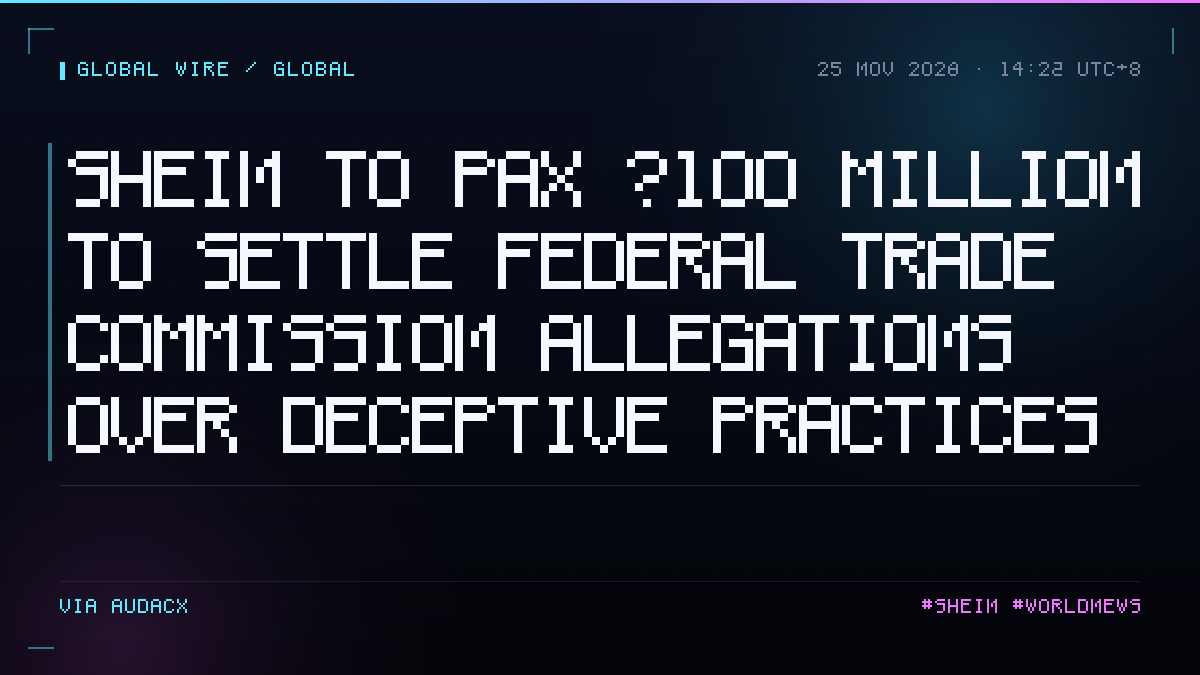 GLOBAL WIRE / GLOBAL
25 NOV 2026 · 14:22 UTC+8
SHEIN TO PAY ?100 MILLION
TO SETTLE FEDERAL TRADE
COMMISSION ALLEGATIONS
OVER DECEPTIVE PRACTICES
VIA AUDACY
#SHEIN #WORLDNEWS